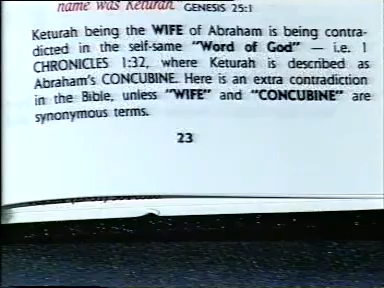 name was Keturah GENESIS 25:1
Keturah being the WIFE of Abraham is being contra-
dicted in the self-same "Word of God" — i.e. 1
CHRONICLES 1:32, where Keturah is described as
Abraham's CONCUBINE. Here is an extra contradiction
in the Bible, unless "WIFE" and "CONCUBINE" are
synonymous terms.
23